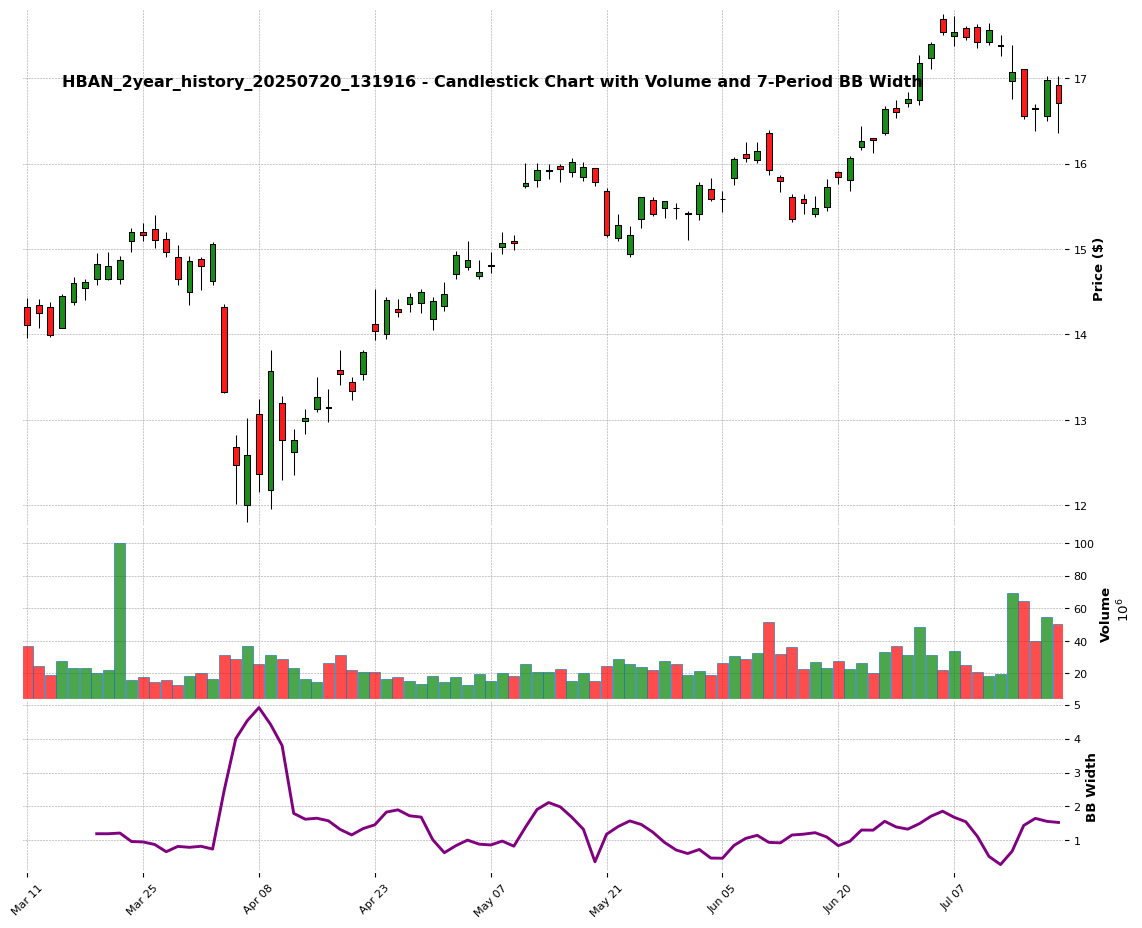 HBAN_2year_history_20250720_131916 - Candlestick Chart with Volume and 7-Period BB Width
17
16
15
14
13
12
Price ($)
100
80
60
40
20
Volume
10^6
5
4
3
2
1
BB Width
Mar 11
Mar 25
Apr 08
Apr 23
May 07
May 21
Jun 05
Jun 20
Jul 07